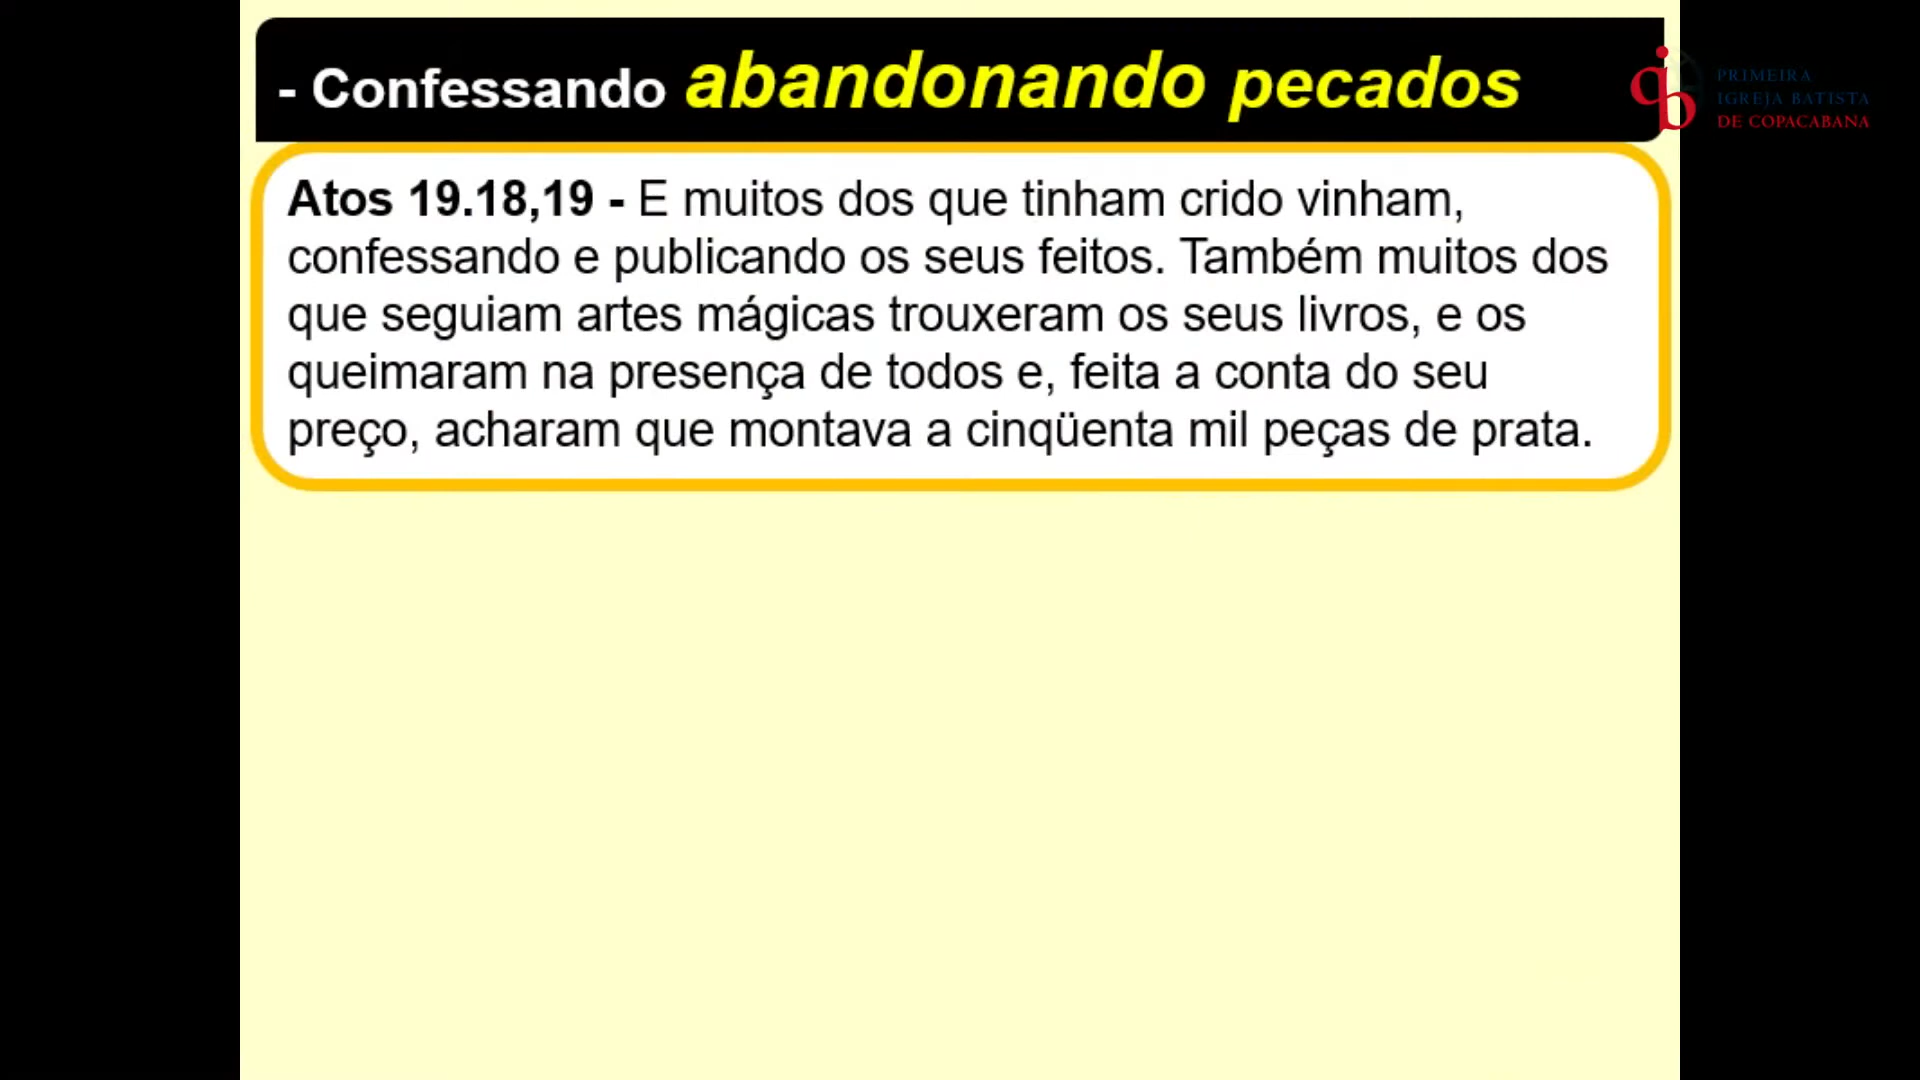 - Confessando abandonando pecados
PRIMEIRA
IGREJA BATISTA
DE COPACABANA
Atos 19.18,19 - E muitos dos que tinham crido vinham,
confessando e publicando os seus feitos. Também muitos dos
que seguiam artes mágicas trouxeram os seus livros, e os
queimaram na presença de todos e, feita a conta do seu
preço, acharam que montava a cinqüenta mil peças de prata.